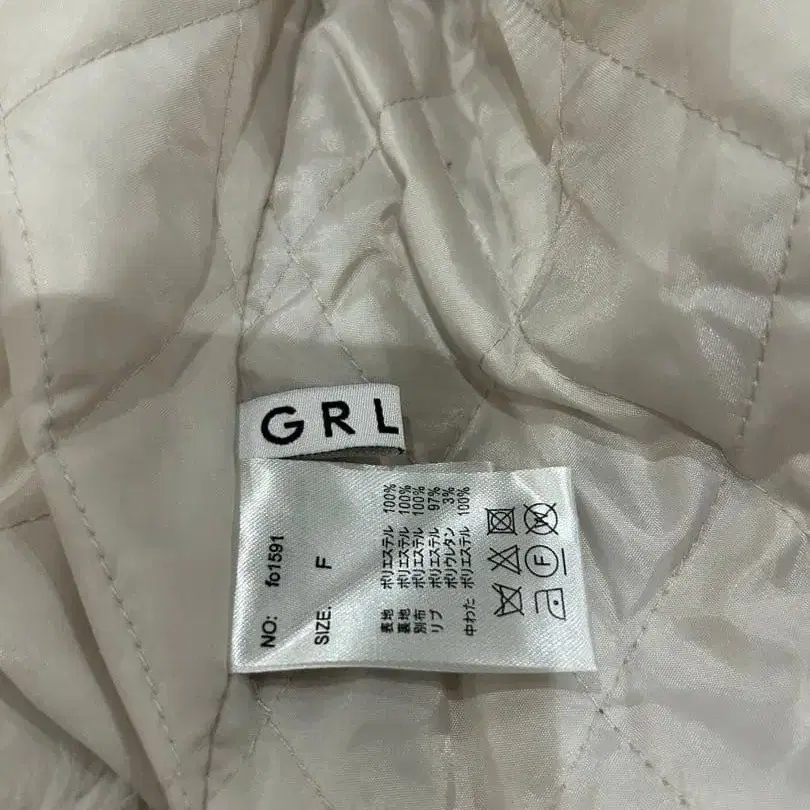 GRL
NO: fo1591
SIZE: F
表地 ポリエステル 100%
裏地 ポリエステル 100%
別布 ポリエステル 100%
リブ ポリエステル 97%
ポリウレタン 3%
中わた ポリエステル 100%
W
F